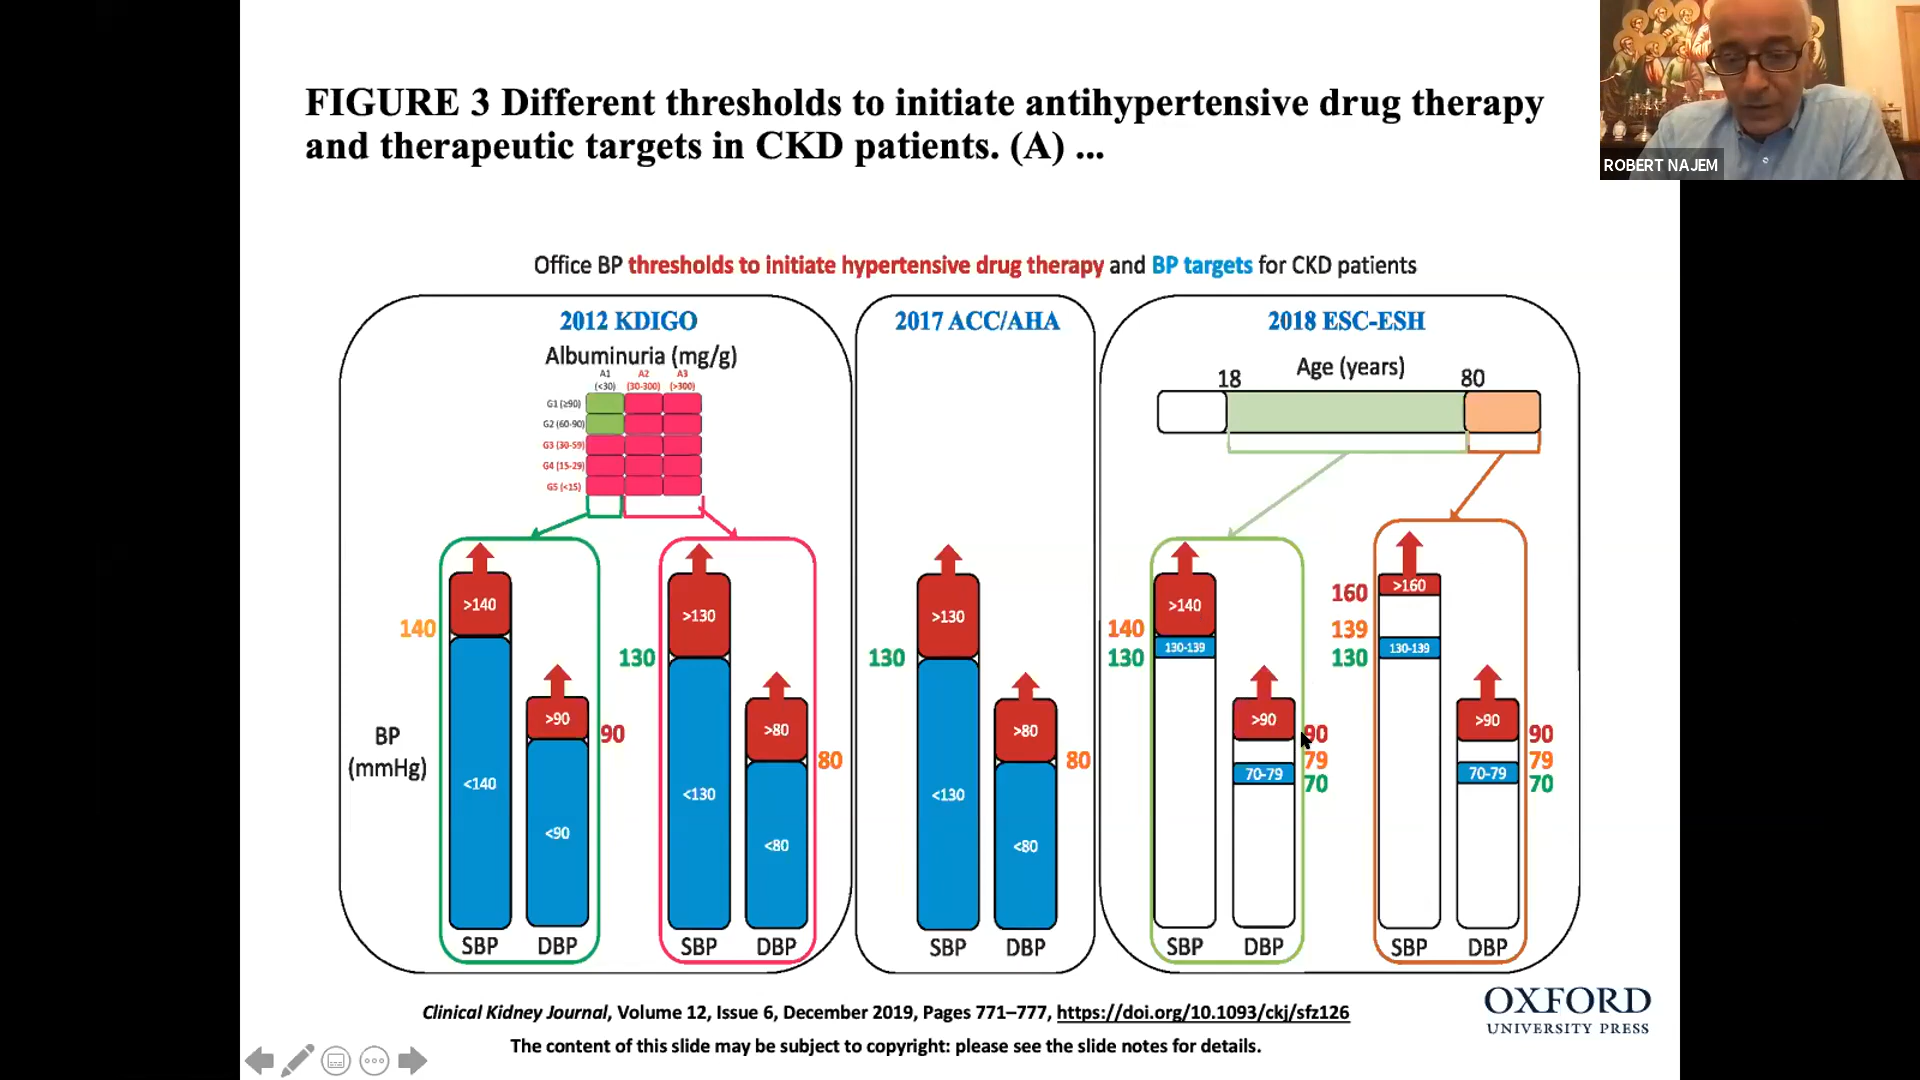 FIGURE 3 Different thresholds to initiate antihypertensive drug therapy
and therapeutic targets in CKD patients. (A) ...
ROBERT NAJEM
Office BP thresholds to initiate hypertensive drug therapy and BP targets for CKD patients
2012 KDIGO
Albuminuria (mg/g)
A1 A2 A3
(<30) (30-300) (>300)
G1 (≥90)
G2 (60-90)
G3 (30-59)
G4 (15-29)
G5 (<15)
BP
(mmHg)
140
>140
<140
>90
<90
90
SBP DBP
130
>130
<130
>80
<80
80
SBP DBP
2017 ACC/AHA
130
>130
<130
>80
<80
80
SBP DBP
2018 ESC-ESH
Age (years)
18 80
140
130
>140
130-139
>90
70-79
90
79
70
SBP DBP
160
139
130
>160
130-139
>90
70-79
90
79
70
SBP DBP
Clinical Kidney Journal, Volume 12, Issue 6, December 2019, Pages 771–777, https://doi.org/10.1093/ckj/sfz126
The content of this slide may be subject to copyright: please see the slide notes for details.
OXFORD
UNIVERSITY PRESS